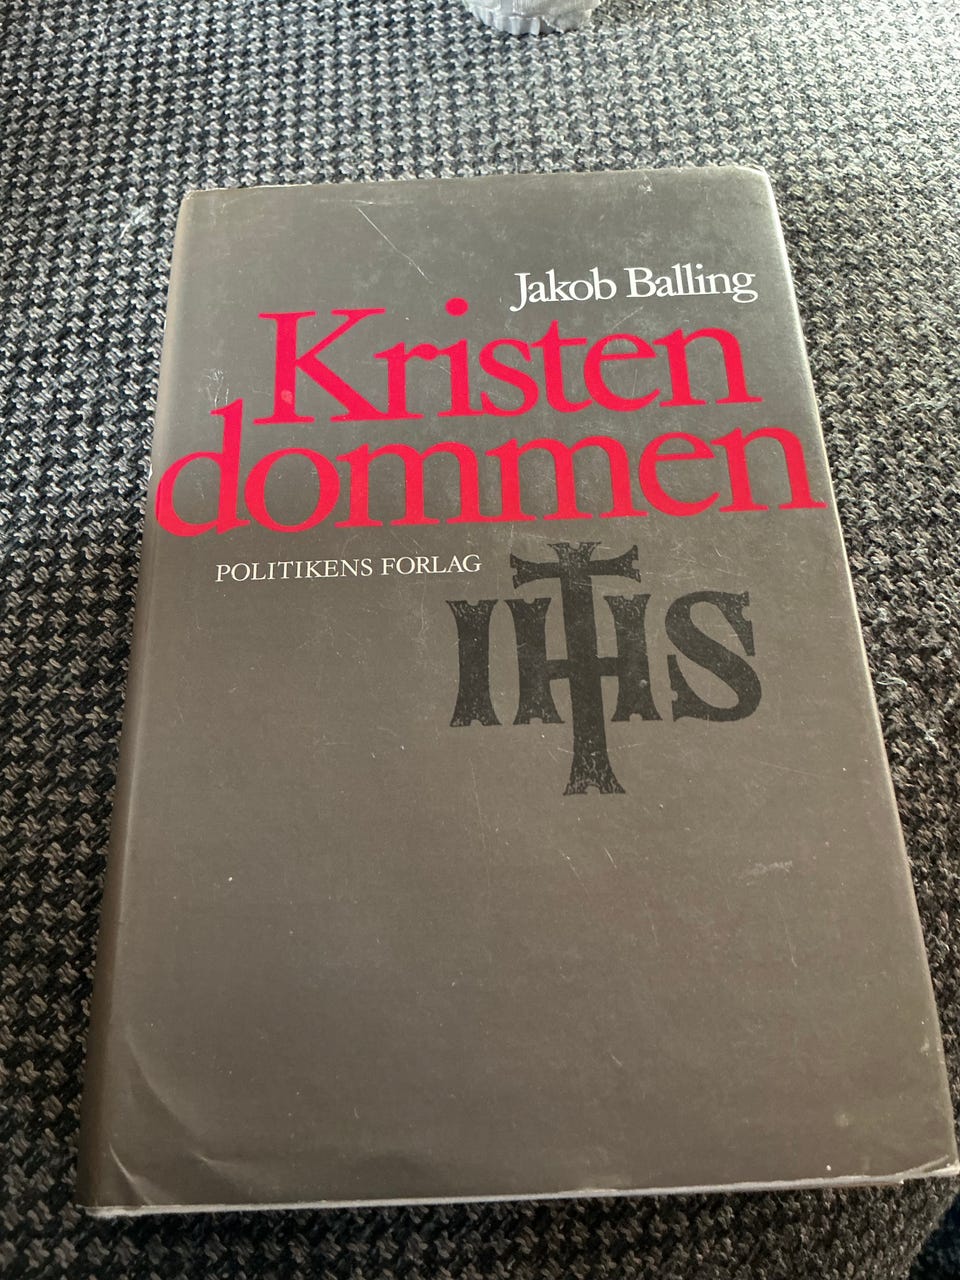 Jakob Balling
Kristen
dommen
POLITIKENS FORLAG
IHS